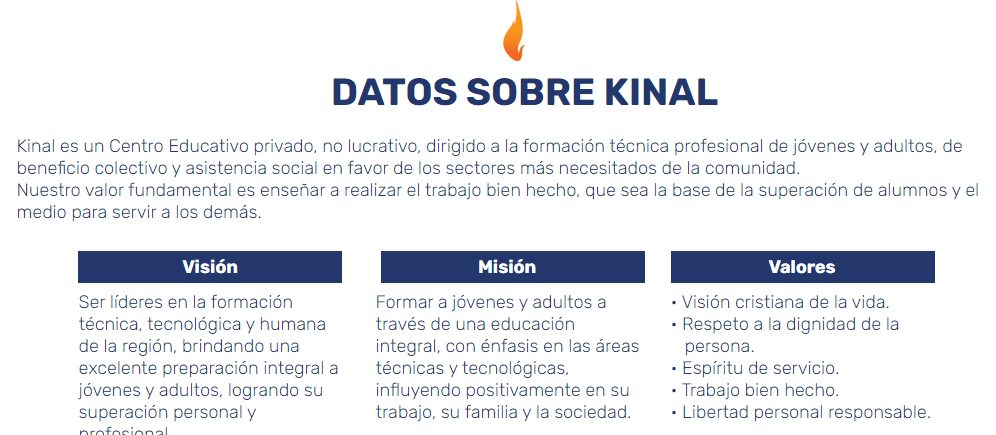 DATOS SOBRE KINAL
Kinal es un Centro Educativo privado, no lucrativo, dirigido a la formación técnica profesional de jóvenes y adultos, de
beneficio colectivo y asistencia social en favor de los sectores más necesitados de la comunidad.
Nuestro valor fundamental es enseñar a realizar el trabajo bien hecho, que sea la base de la superación de alumnos y el
medio para servir a los demás.
Visión
Ser líderes en la formación
técnica, tecnológica y humana
de la región, brindando una
excelente preparación integral a
jóvenes y adultos, logrando su
superación personal y
profesional
Misión
Formar a jóvenes y adultos a
través de una educación
integral, con énfasis en las áreas
técnicas y tecnológicas,
influyendo positivamente en su
trabajo, su familia y la sociedad.
Valores
• Visión cristiana de la vida.
• Respeto a la dignidad de la
persona.
• Espíritu de servicio.
• Trabajo bien hecho.
• Libertad personal responsable.